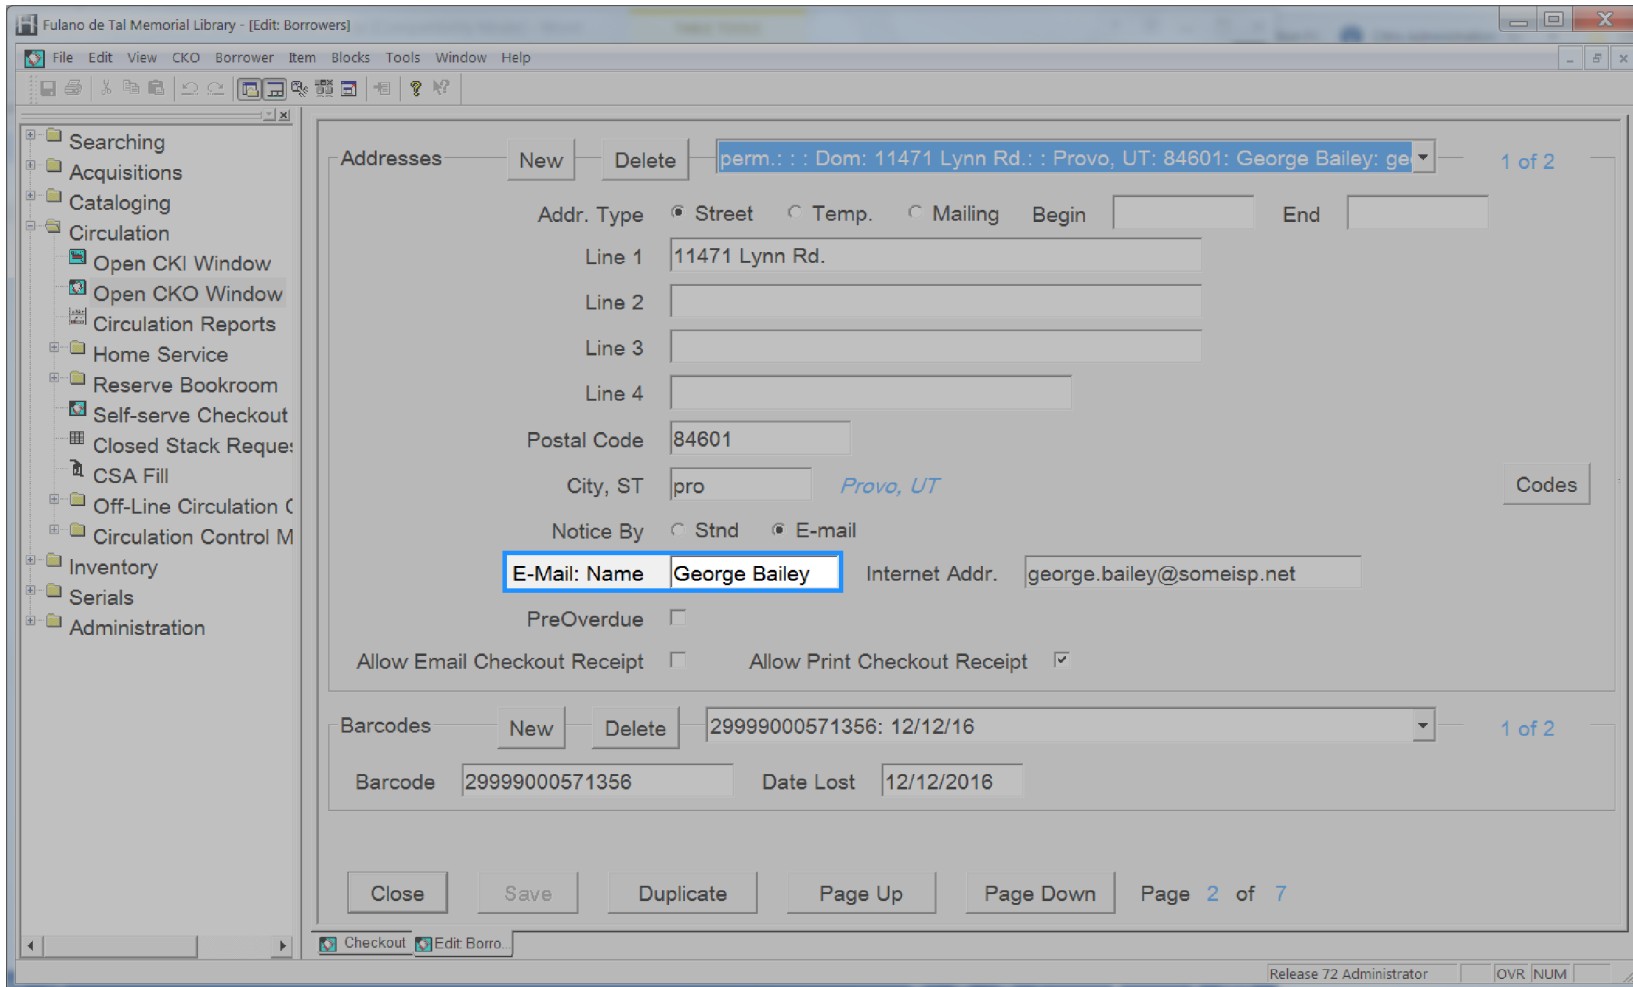 Fulano de Tal Memorial Library - [Edit: Borrowers]
File Edit View CKO Borrower Item Blocks Tools Window Help
Searching
Acquisitions
Cataloging
Circulation
Open CKI Window
Open CKO Window
Circulation Reports
Home Service
Reserve Bookroom
Self-serve Checkout
Closed Stack Reques
CSA Fill
Off-Line Circulation C
Circulation Control M
Inventory
Serials
Administration
Addresses New Delete perm.: : : Dom: 11471 Lynn Rd.: : Provo, UT: 84601: George Bailey: ge 1 of 2
Addr. Type Street Temp. Mailing Begin End
Line 1 11471 Lynn Rd.
Line 2
Line 3
Line 4
Postal Code 84601
City, ST pro Provo, UT Codes
Notice By Stnd E-mail
E-Mail: Name George Bailey Internet Addr. george.bailey@someisp.net
PreOverdue
Allow Email Checkout Receipt Allow Print Checkout Receipt
Barcodes New Delete 29999000571356: 12/12/16 1 of 2
Barcode 29999000571356 Date Lost 12/12/2016
Close Save Duplicate Page Up Page Down Page 2 of 7
Checkout Edit: Borro...
Release 72 Administrator OVR NUM